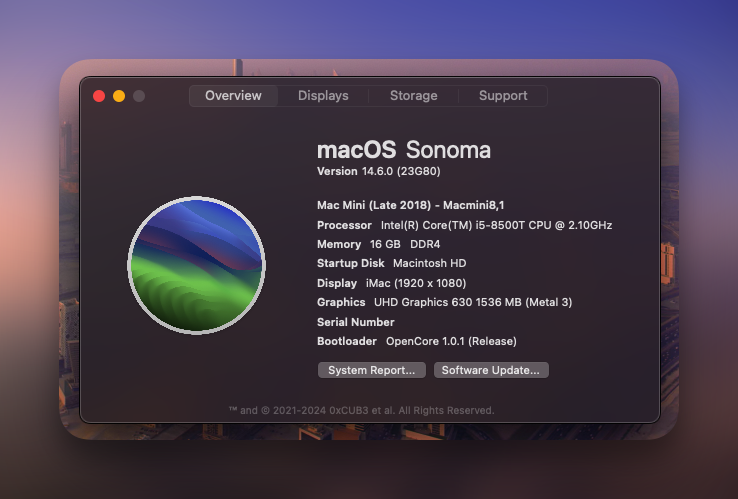 Overview Displays Storage Support
macOS Sonoma
Version 14.6.0 (23G80)
Mac Mini (Late 2018) - Macmini8,1
Processor Intel(R) Core(TM) i5-8500T CPU @ 2.10GHz
Memory 16 GB DDR4
Startup Disk Macintosh HD
Display iMac (1920 x 1080)
Graphics UHD Graphics 630 1536 MB (Metal 3)
Serial Number
Bootloader OpenCore 1.0.1 (Release)
System Report... Software Update...
™ and © 2021-2024 0xCUB3 et al. All Rights Reserved.